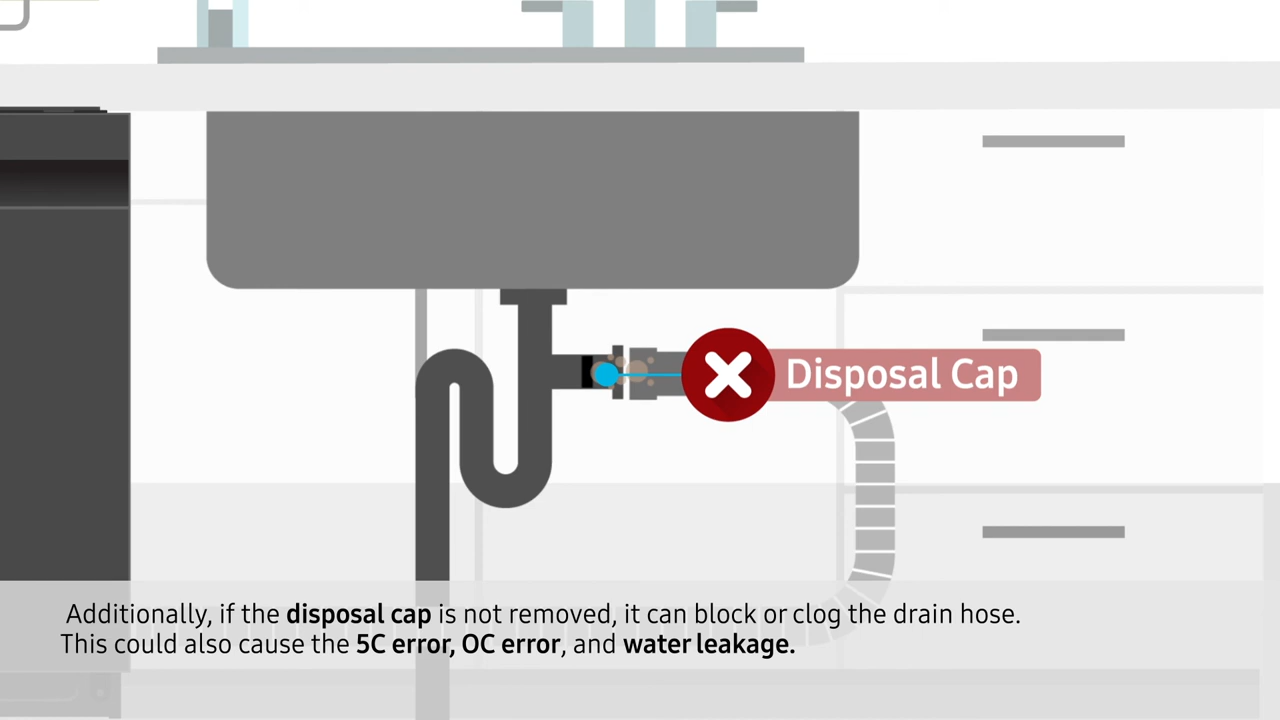 Disposal Cap
Additionally, if the disposal cap is not removed, it can block or clog the drain hose.
This could also cause the 5C error, OC error, and water leakage.